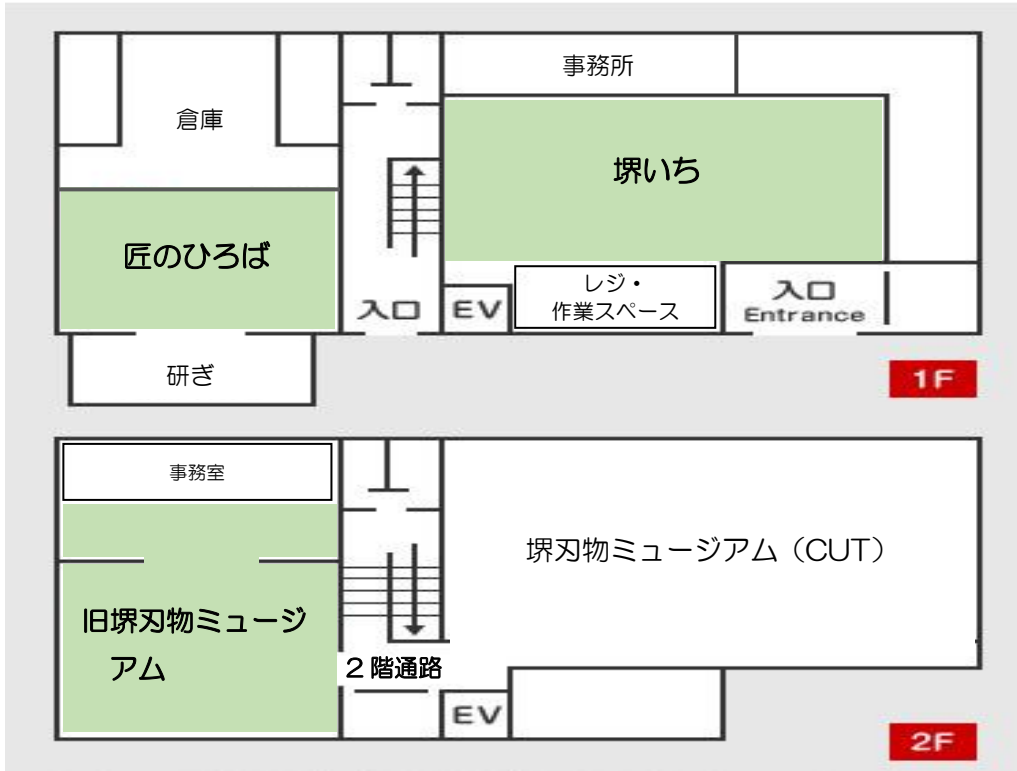 事務所
倉庫
堺いち
匠のひろば
入口
EV
レジ・
作業スペース
入口
Entrance
研ぎ
1F
事務室
堺刃物ミュージアム（CUT）
旧堺刃物ミュージ
アム
２階通路
EV
2F